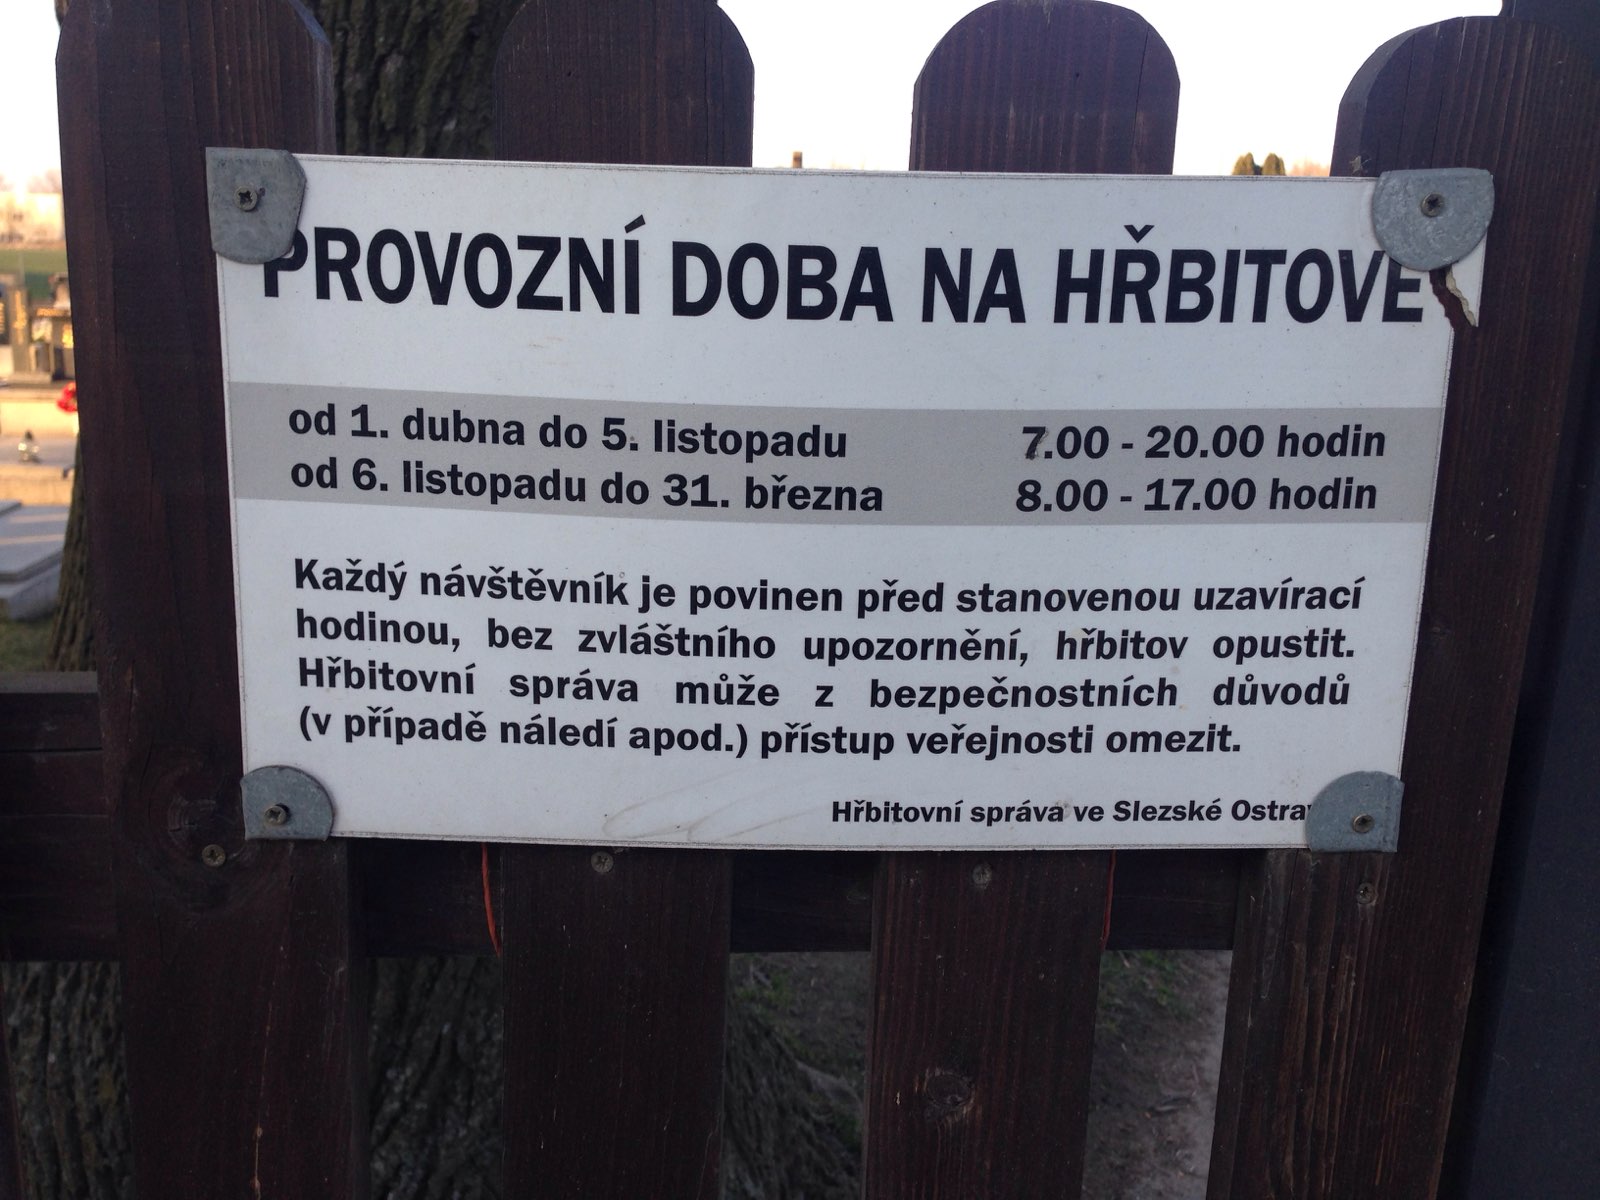 PROVOZNÍ DOBA NA HŘBITOVĚ
od 1. dubna do 5. listopadu 7.00 - 20.00 hodin
od 6. listopadu do 31. března 8.00 - 17.00 hodin
Každý návštěvník je povinen před stanovenou uzavírací
hodinou, bez zvláštního upozornění, hřbitov opustit.
Hřbitovní správa může z bezpečnostních důvodů
(v případě náledí apod.) přístup veřejnosti omezit.
Hřbitovní správa ve Slezské